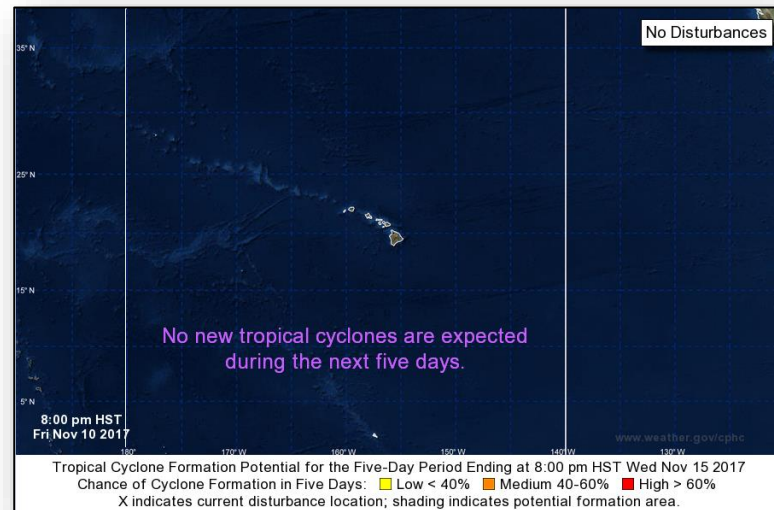 No Disturbances
35° N
25° N
15° N
No new tropical cyclones are expected
during the next five days.
5° N
8:00 pm HST
Fri Nov 10 2017
www.weather.gov/cphc
180° 170° W 160° W 150° W 140° W 130° W
Tropical Cyclone Formation Potential for the Five-Day Period Ending at 8:00 pm HST Wed Nov 15 2017
Chance of Cyclone Formation in Five Days: Low < 40% Medium 40-60% High > 60%
X indicates current disturbance location; shading indicates potential formation area.